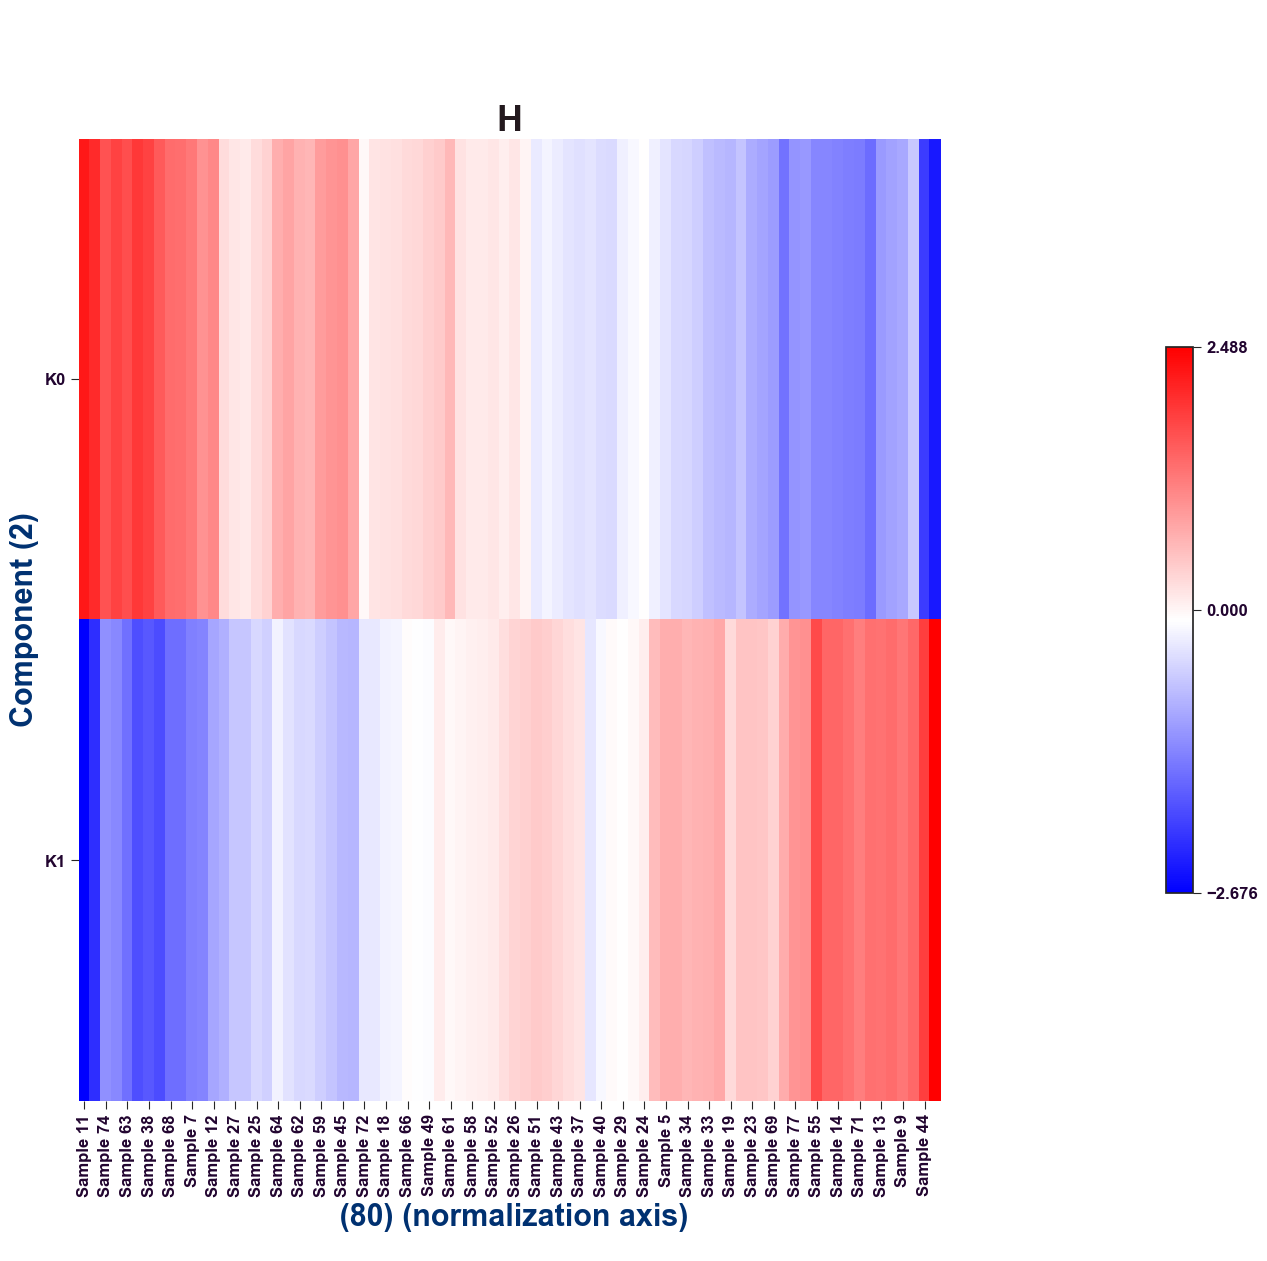 H
K0
K1
Component (2)
Sample 11
Sample 74
Sample 63
Sample 38
Sample 68
Sample 7
Sample 12
Sample 27
Sample 25
Sample 64
Sample 62
Sample 59
Sample 45
Sample 72
Sample 18
Sample 66
Sample 49
Sample 61
Sample 58
Sample 52
Sample 26
Sample 51
Sample 43
Sample 37
Sample 40
Sample 29
Sample 24
Sample 5
Sample 34
Sample 33
Sample 19
Sample 23
Sample 69
Sample 77
Sample 55
Sample 14
Sample 71
Sample 13
Sample 9
Sample 44
(80) (normalization axis)
2.488
0.000
−2.676